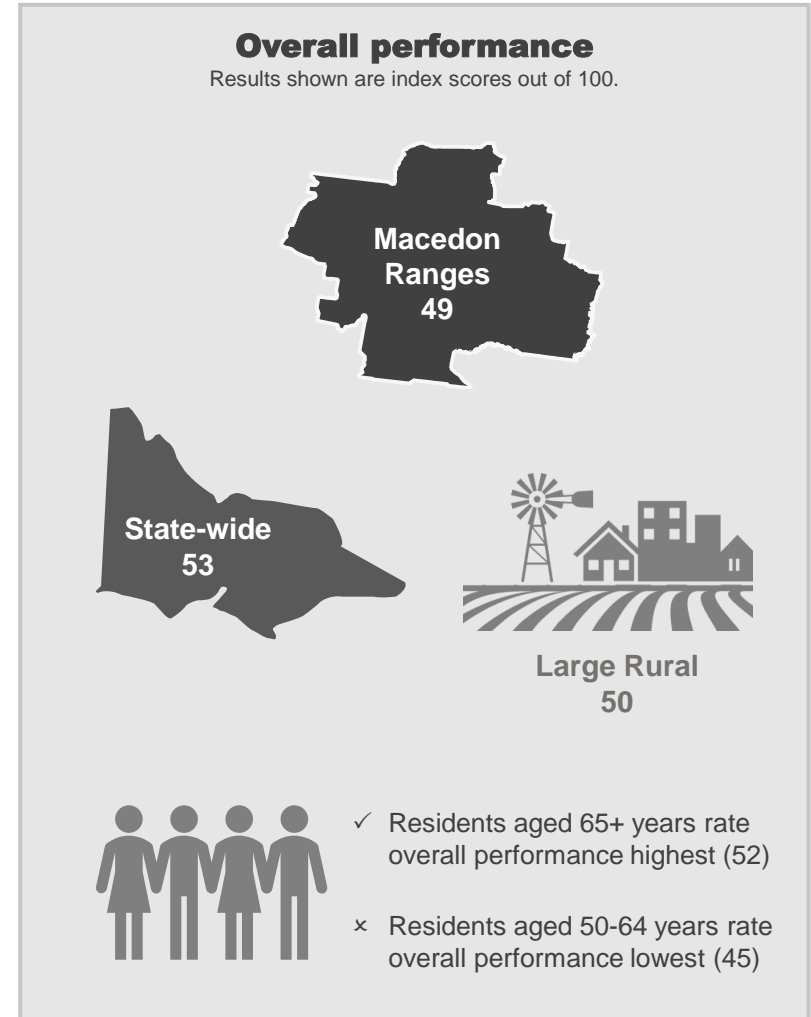 Overall performance
Results shown are index scores out of 100.
Macedon
Ranges
49
State-wide
53
Large Rural
50
✓ Residents aged 65+ years rate
overall performance highest (52)
× Residents aged 50-64 years rate
overall performance lowest (45)